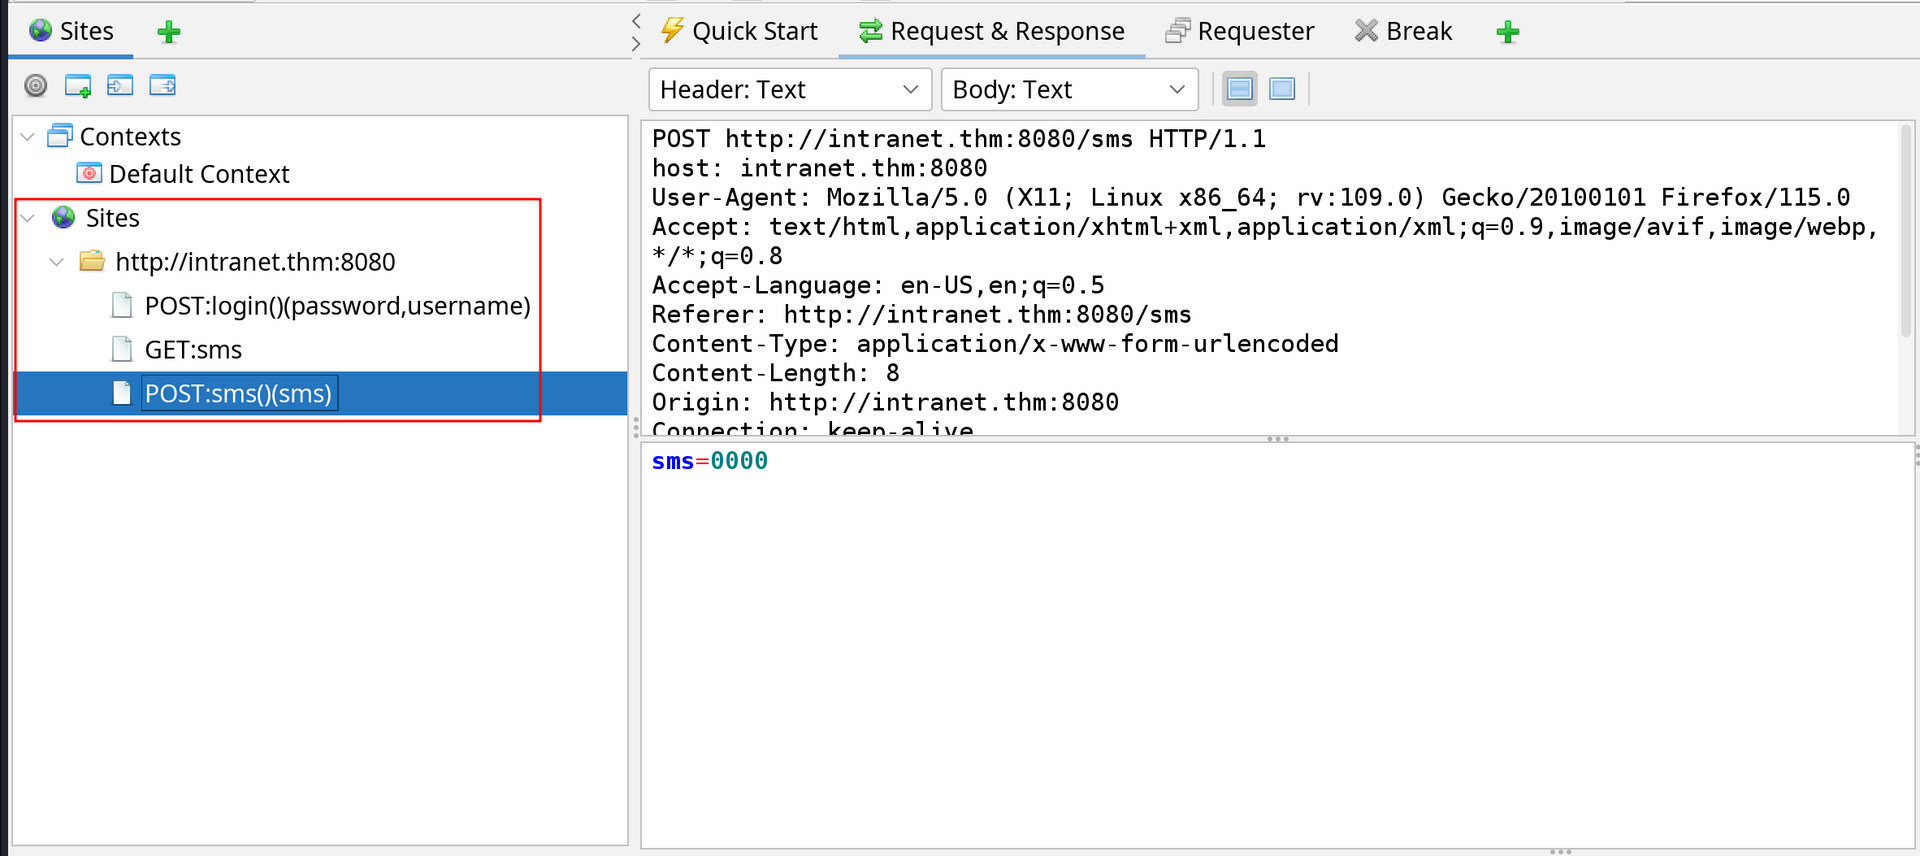 Sites
Quick Start
Request & Response
Requester
Break
Header: Text
Body: Text
Contexts
Default Context
Sites
http://intranet.thm:8080
POST:login()(password,username)
GET:sms
POST:sms()(sms)
POST http://intranet.thm:8080/sms HTTP/1.1
host: intranet.thm:8080
User-Agent: Mozilla/5.0 (X11; Linux x86_64; rv:109.0) Gecko/20100101 Firefox/115.0
Accept: text/html,application/xhtml+xml,application/xml;q=0.9,image/avif,image/webp,
*/*;q=0.8
Accept-Language: en-US,en;q=0.5
Referer: http://intranet.thm:8080/sms
Content-Type: application/x-www-form-urlencoded
Content-Length: 8
Origin: http://intranet.thm:8080
Connection: keep-alive
sms=0000